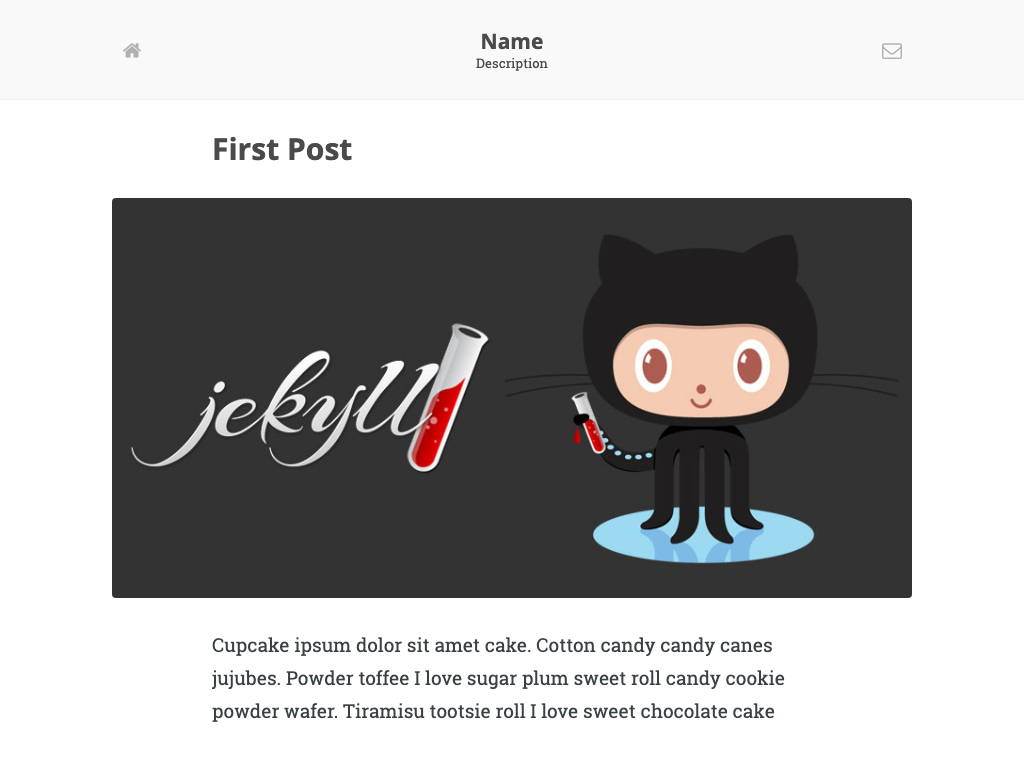 Name
Description
First Post
jekyll
Cupcake ipsum dolor sit amet cake. Cotton candy candy canes
jujubes. Powder toffee I love sugar plum sweet roll candy cookie
powder wafer. Tiramisu tootsie roll I love sweet chocolate cake